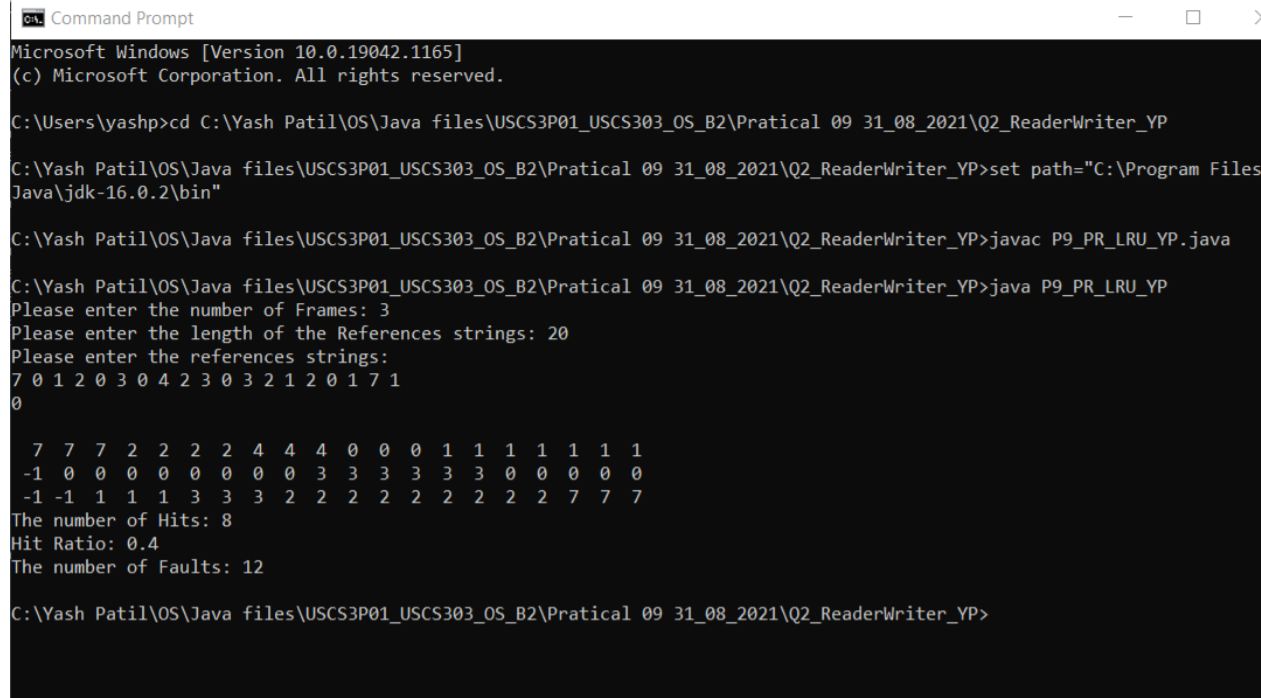 Command Prompt
Microsoft Windows [Version 10.0.19042.1165]
(c) Microsoft Corporation. All rights reserved.
C:\Users\yashp>cd C:\Yash Patil\OS\Java files\USCS3P01_USCS303_OS_B2\Pratical 09 31_08_2021\Q2_ReaderWriter_YP
C:\Yash Patil\OS\Java files\USCS3P01_USCS303_OS_B2\Pratical 09 31_08_2021\Q2_ReaderWriter_YP>set path="C:\Program Files
Java\jdk-16.0.2\bin"
C:\Yash Patil\OS\Java files\USCS3P01_USCS303_OS_B2\Pratical 09 31_08_2021\Q2_ReaderWriter_YP>javac P9_PR_LRU_YP.java
C:\Yash Patil\OS\Java files\USCS3P01_USCS303_OS_B2\Pratical 09 31_08_2021\Q2_ReaderWriter_YP>java P9_PR_LRU_YP
Please enter the number of Frames: 3
Please enter the length of the References strings: 20
Please enter the references strings:
7 0 1 2 0 3 0 4 2 3 0 3 2 1 2 0 1 7 1
0
7 7 7 2 2 2 2 4 4 4 0 0 0 1 1 1 1 1 1 1
-1 0 0 0 0 0 0 0 0 3 3 3 3 3 3 0 0 0 0 0
-1 -1 1 1 1 3 3 3 2 2 2 2 2 2 2 2 2 7 7 7
The number of Hits: 8
Hit Ratio: 0.4
The number of Faults: 12
C:\Yash Patil\OS\Java files\USCS3P01_USCS303_OS_B2\Pratical 09 31_08_2021\Q2_ReaderWriter_YP>